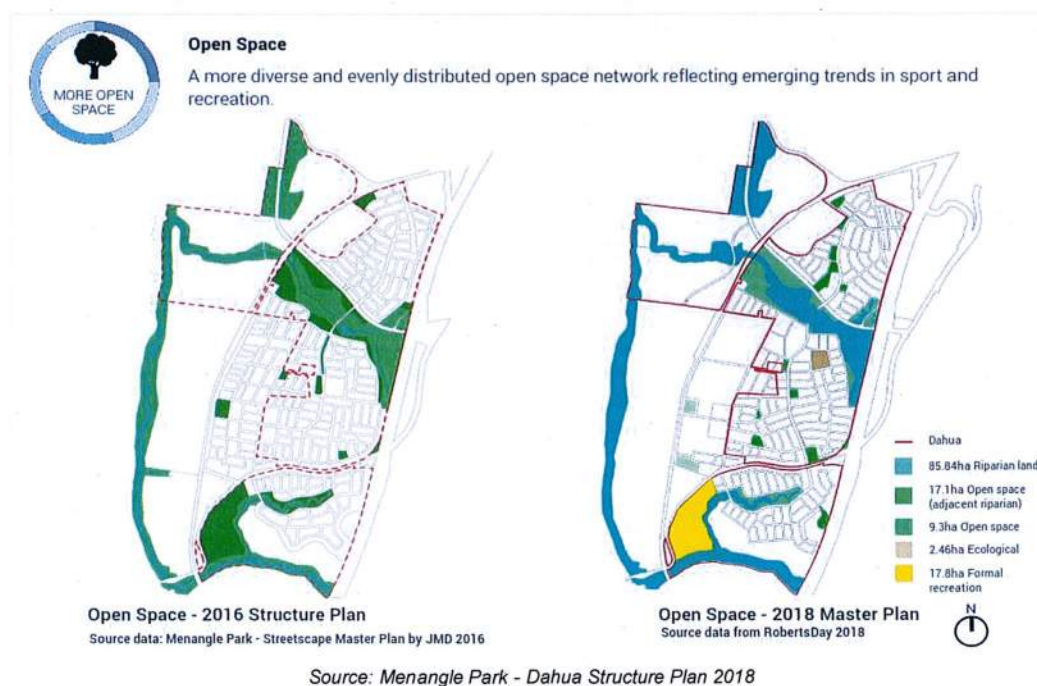 Open Space
A more diverse and evenly distributed open space network reflecting emerging trends in sport and
recreation.
MORE OPEN
SPACE
Dahua
85.84ha Riparian land
17.1ha Open space
(adjacent riparian)
9.3ha Open space
2.46ha Ecological
17.8ha Formal
recreation
N
Open Space - 2016 Structure Plan
Source data: Menangle Park - Streetscape Master Plan by JMD 2016
Open Space - 2018 Master Plan
Source data from RobertsDay 2018
Source: Menangle Park - Dahua Structure Plan 2018